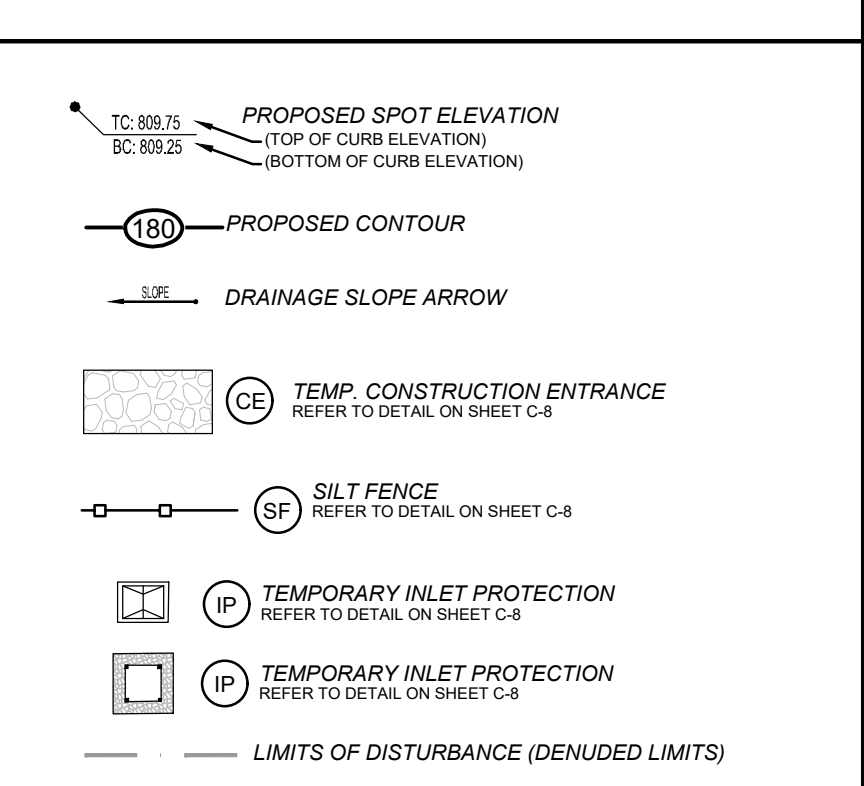 TC: 809.75
BC: 809.25
PROPOSED SPOT ELEVATION
(TOP OF CURB ELEVATION)
(BOTTOM OF CURB ELEVATION)
180
PROPOSED CONTOUR
SLOPE
DRAINAGE SLOPE ARROW
CE
TEMP. CONSTRUCTION ENTRANCE
REFER TO DETAIL ON SHEET C-8
SF
SILT FENCE
REFER TO DETAIL ON SHEET C-8
IP
TEMPORARY INLET PROTECTION
REFER TO DETAIL ON SHEET C-8
IP
TEMPORARY INLET PROTECTION
REFER TO DETAIL ON SHEET C-8
LIMITS OF DISTURBANCE (DENUDED LIMITS)